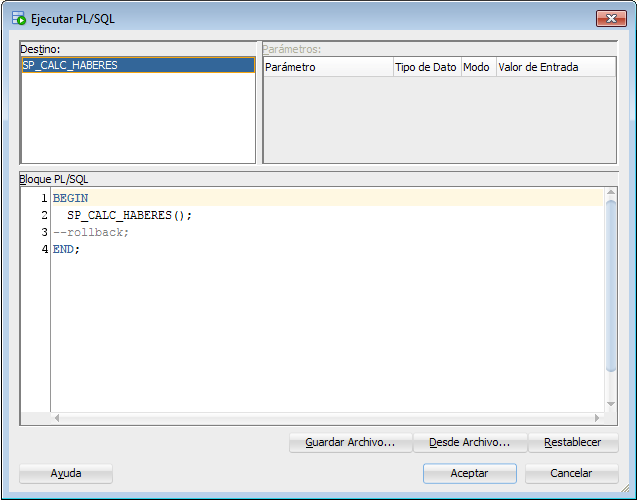 Ejecutar PL/SQL
Destino:
SP_CALC_HABERES
Parámetros:
Parámetro Tipo de Dato Modo Valor de Entrada
Bloque PL/SQL
1 BEGIN
2 SP_CALC_HABERES();
3 --rollback;
4 END;
Guardar Archivo... Desde Archivo... Restablecer
Ayuda Aceptar Cancelar